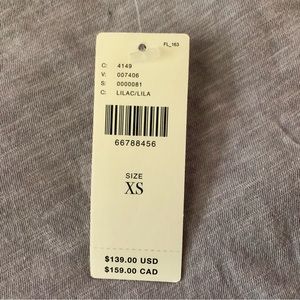 FL_163
C: 4149
V: 007406
S: 0000081
C: LILAC/LILA
66788456
SIZE
XS
$139.00 USD
$159.00 CAD